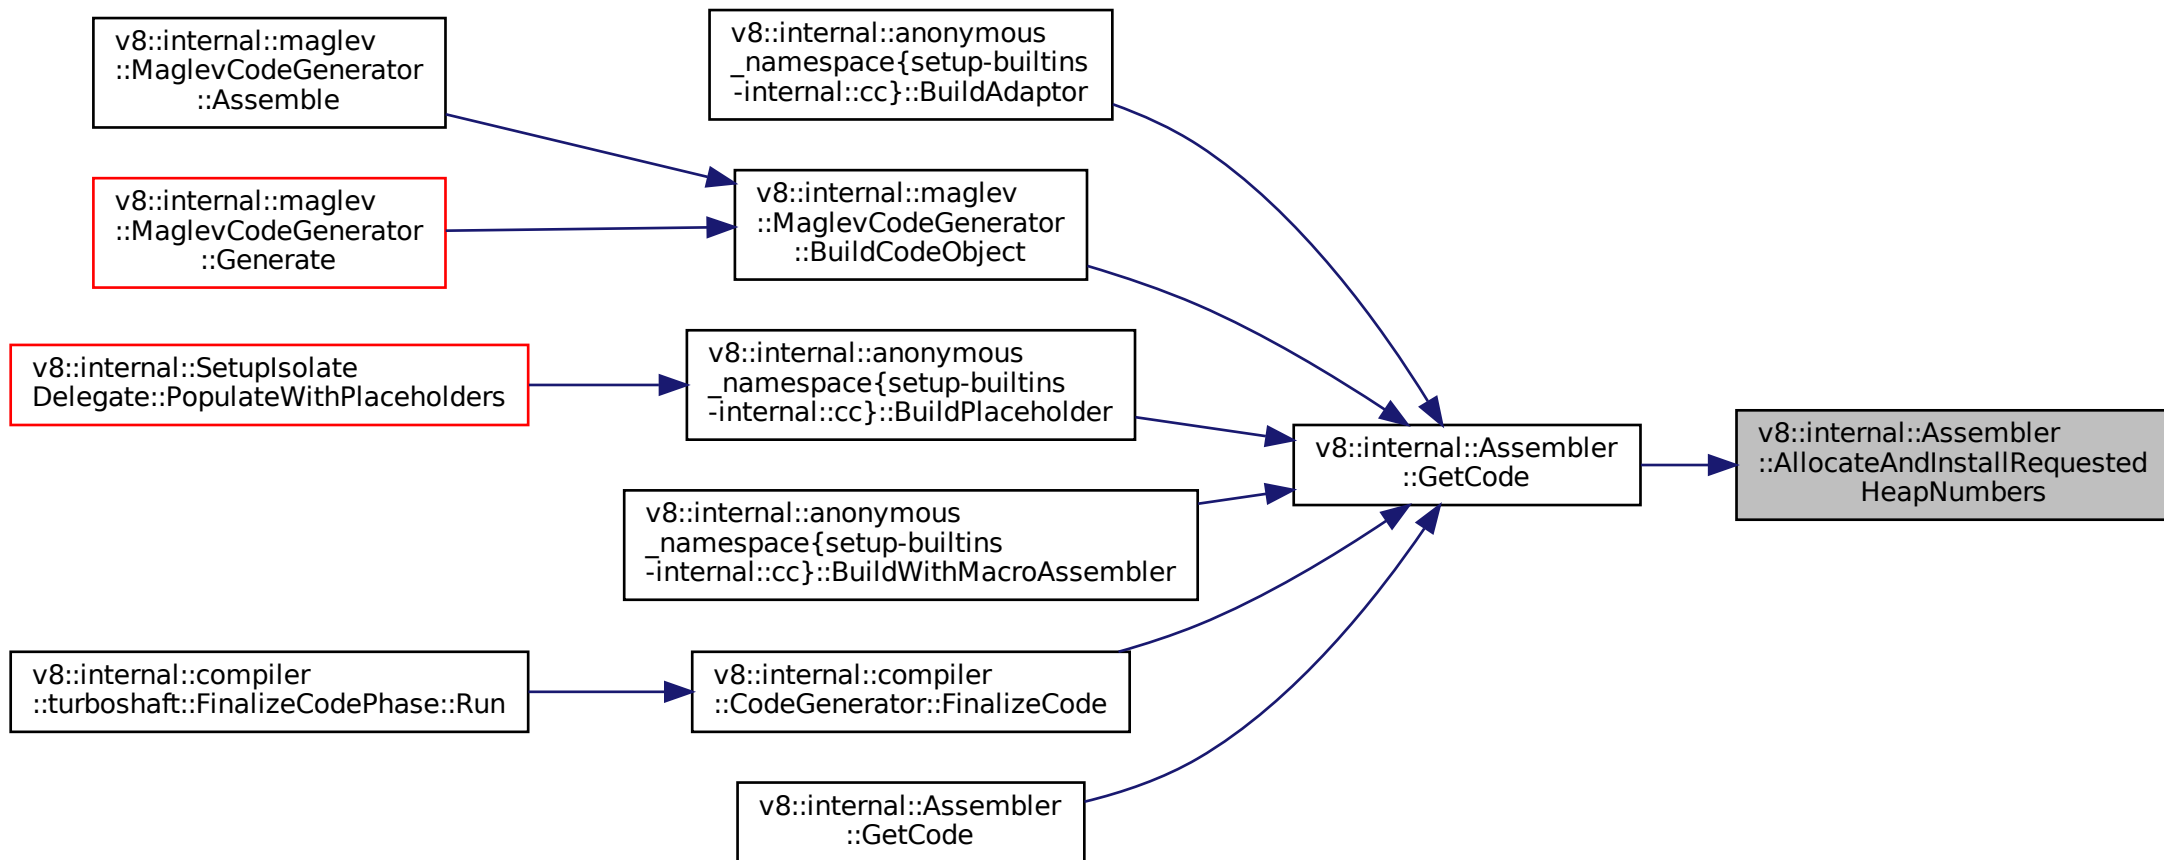 v8::internal::maglev
::MaglevCodeGenerator
::Assemble
v8::internal::maglev
::MaglevCodeGenerator
::Generate
v8::internal::SetupIsolate
Delegate::PopulateWithPlaceholders
v8::internal::compiler
::turboshaft::FinalizeCodePhase::Run
v8::internal::anonymous
_namespace{setup-builtins
-internal::cc}::BuildAdaptor
v8::internal::maglev
::MaglevCodeGenerator
::BuildCodeObject
v8::internal::anonymous
_namespace{setup-builtins
-internal::cc}::BuildPlaceholder
v8::internal::anonymous
_namespace{setup-builtins
-internal::cc}::BuildWithMacroAssembler
v8::internal::compiler
::CodeGenerator::FinalizeCode
v8::internal::Assembler
::GetCode
v8::internal::Assembler
::GetCode
v8::internal::Assembler
::AllocateAndInstallRequested
HeapNumbers